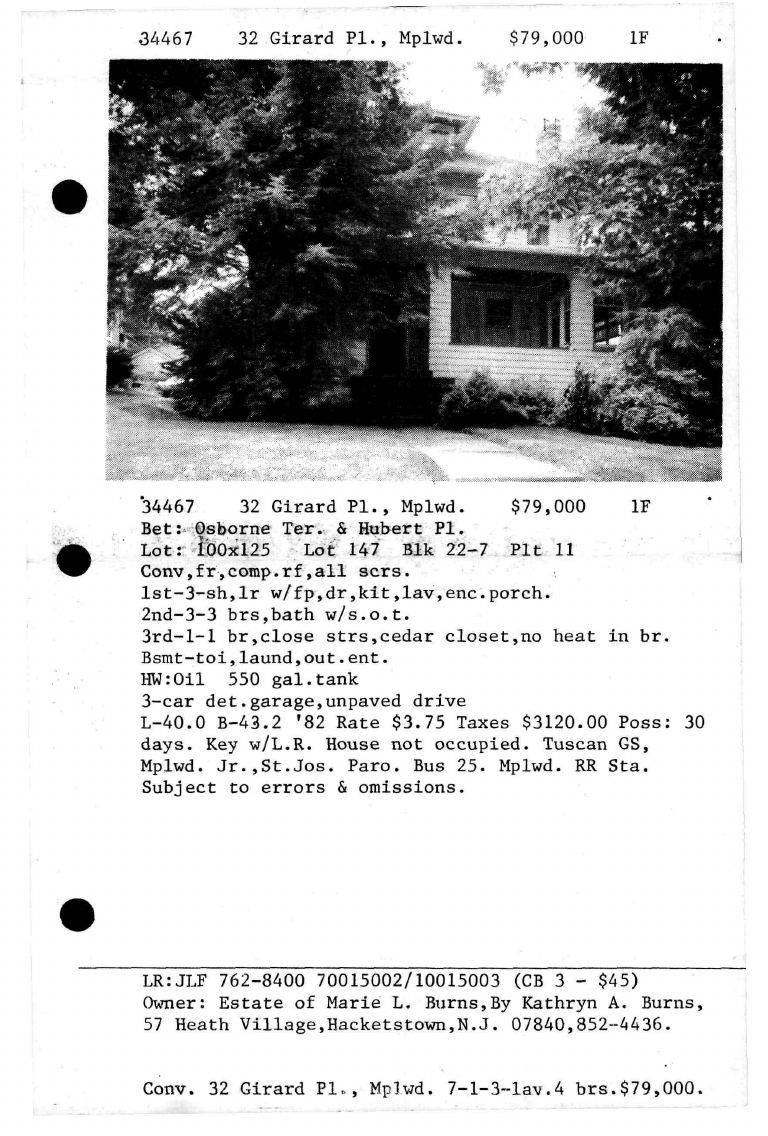 34467 32 Girard Pl., Mplwd. $79,000 1F
34467 32 Girard Pl., Mplwd. $79,000 1F
Bet: Osborne Ter. & Hubert Pl.
Lot: 100x125 Lot 147 Blk 22-7 Plt 11
Conv,fr,comp.rf,all scrs.
1st-3-sh,lr w/fp,dr,kit,lav,enc.porch.
2nd-3-3 brs,bath w/s.o.t.
3rd-1-1 br,close strs,cedar closet,no heat in br.
Bsmt-toi,laund,out.ent.
HW:Oil 550 gal.tank
3-car det.garage,unpaved drive
L-40.0 B-43.2 '82 Rate $3.75 Taxes $3120.00 Poss: 30
days. Key w/L.R. House not occupied. Tuscan GS,
Mplwd. Jr.,St.Jos. Paro. Bus 25. Mplwd. RR Sta.
Subject to errors & omissions.
LR:JLF 762-8400 70015002/10015003 (CB 3 - $45)
Owner: Estate of Marie L. Burns,By Kathryn A. Burns,
57 Heath Village,Hacketstown,N.J. 07840,852-4436.
Conv. 32 Girard Pl., Mplwd. 7-1-3-lav.4 brs.$79,000.